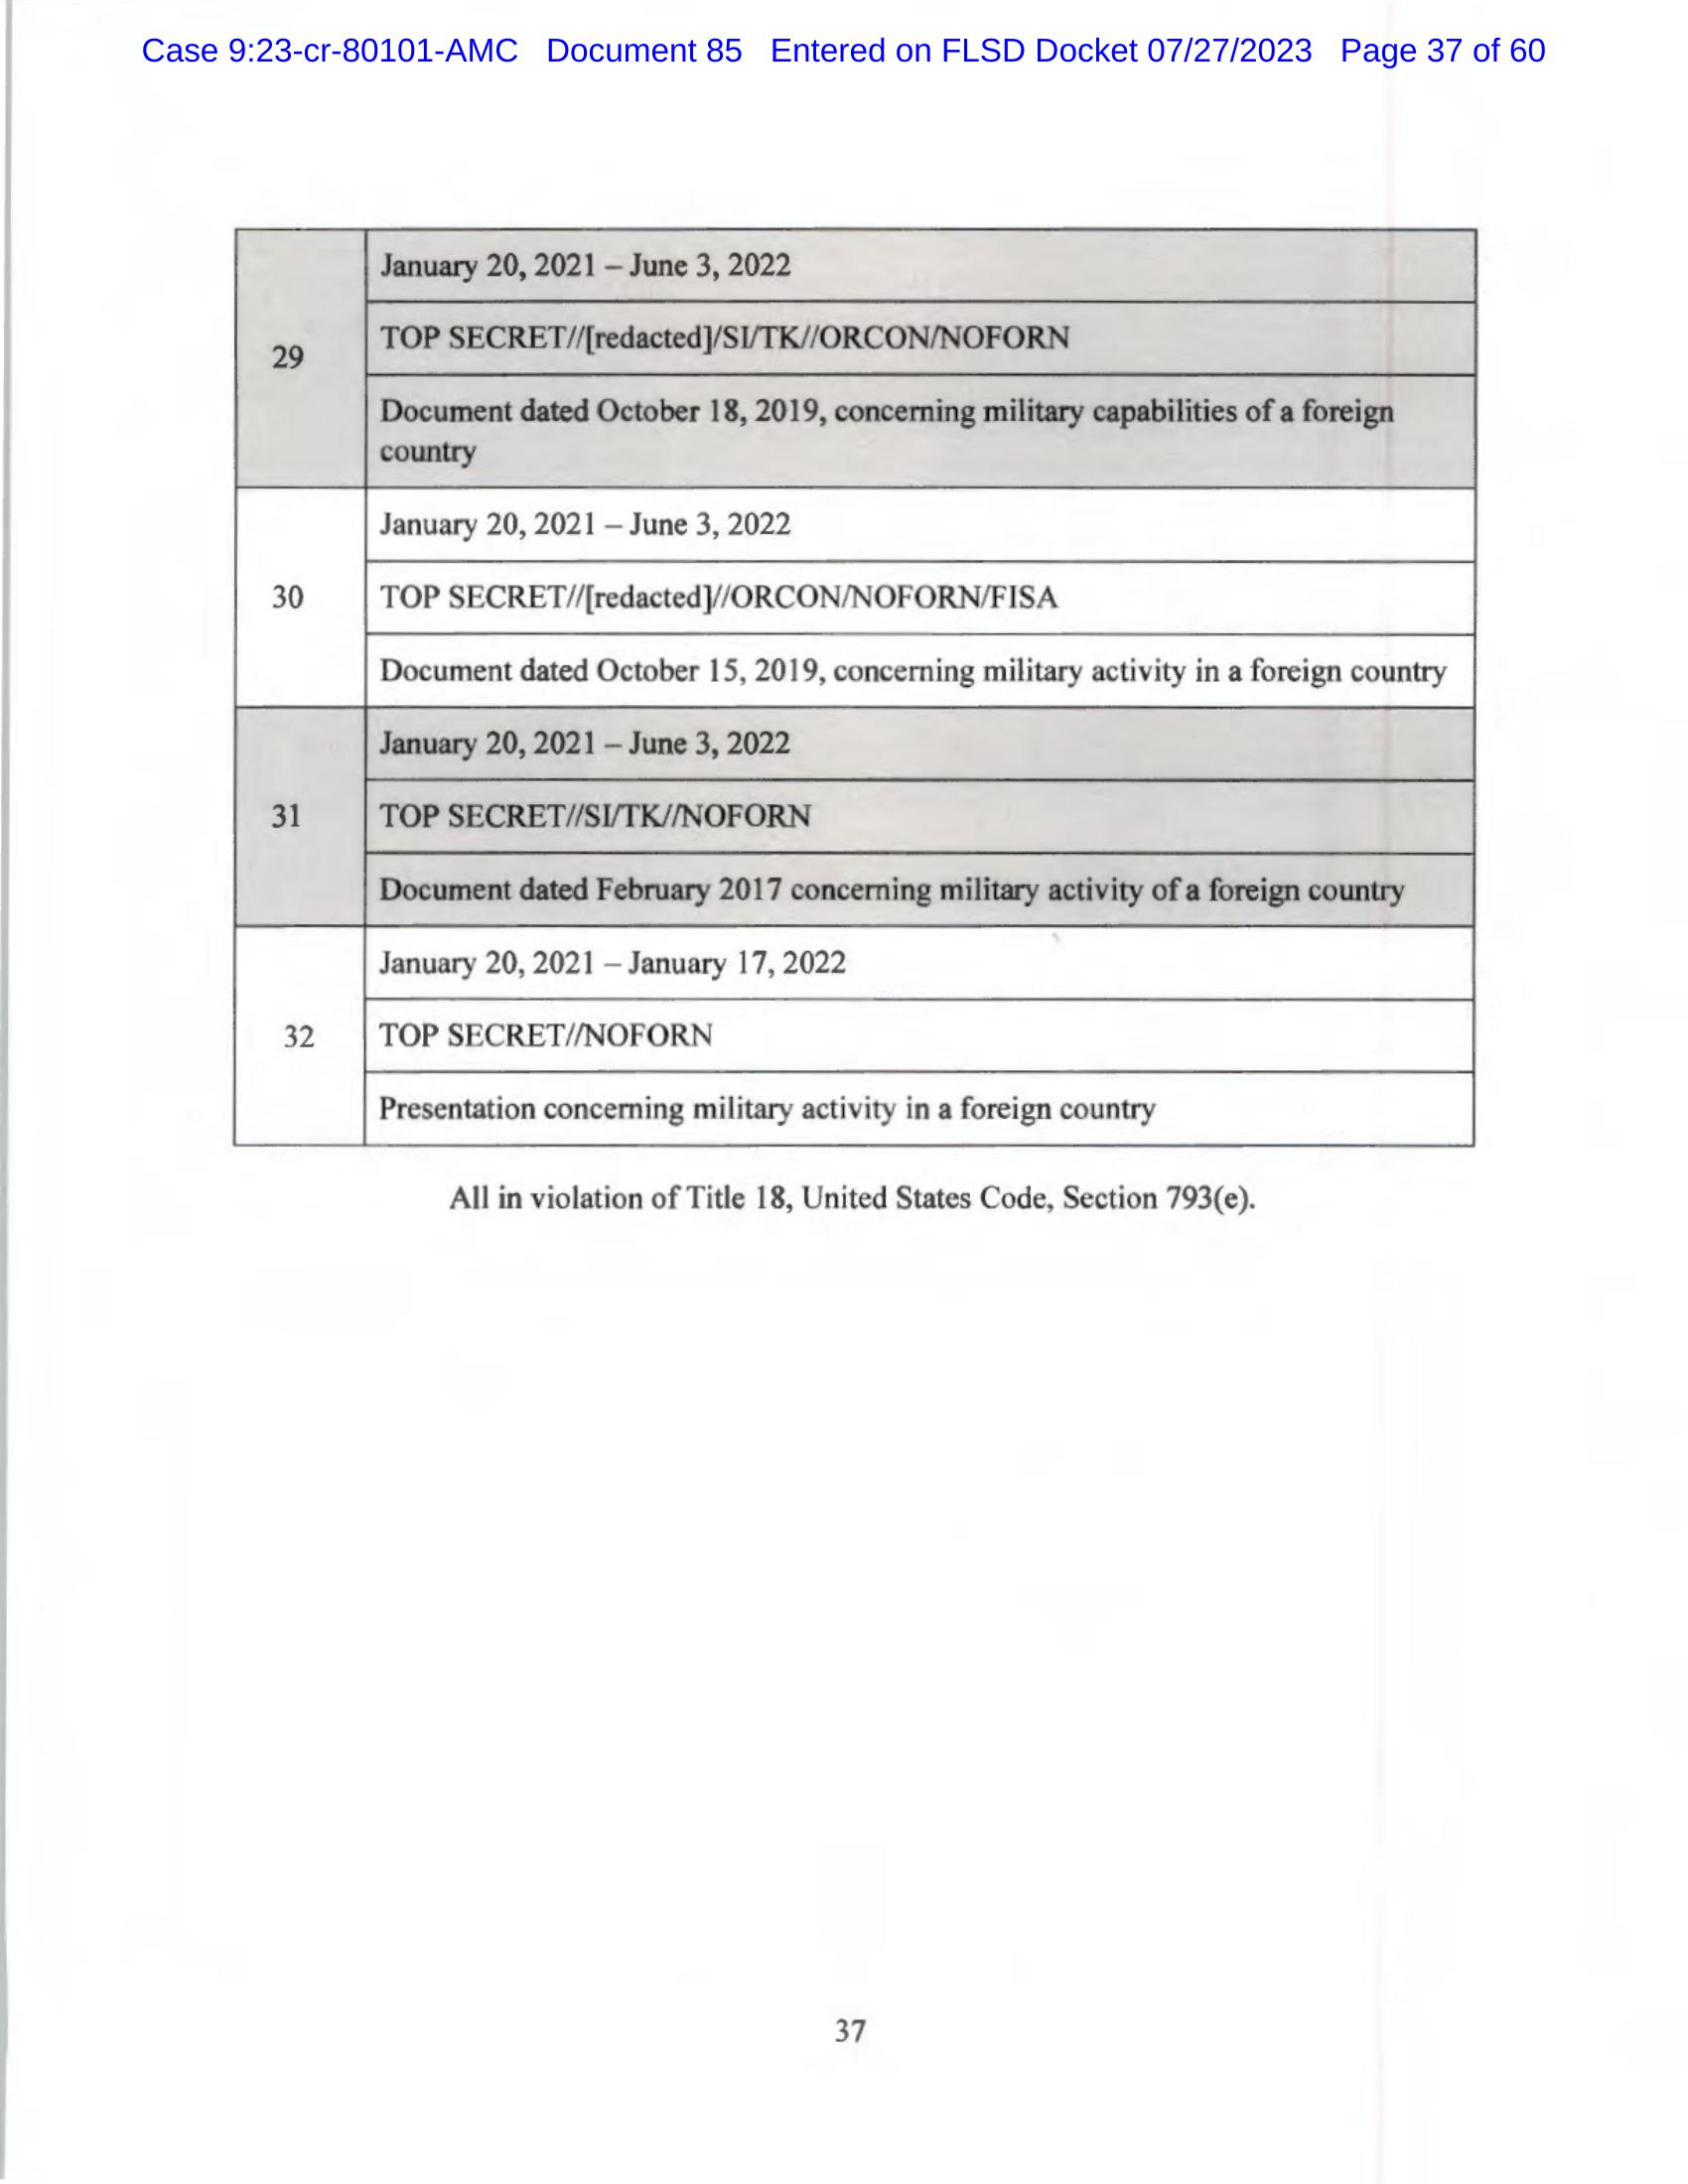 Case 9:23-cr-80101-AMC Document 85 Entered on FLSD Docket 07/27/2023 Page 37 of 60
29
January 20, 2021 – June 3, 2022
TOP SECRET//[redacted]/SI/TK//ORCON/NOFORN
Document dated October 18, 2019, concerning military capabilities of a foreign
country
30
January 20, 2021 – June 3, 2022
TOP SECRET//[redacted]//ORCON/NOFORN/FISA
Document dated October 15, 2019, concerning military activity in a foreign country
31
January 20, 2021 – June 3, 2022
TOP SECRET//SI/TK//NOFORN
Document dated February 2017 concerning military activity of a foreign country
32
January 20, 2021 – January 17, 2022
TOP SECRET//NOFORN
Presentation concerning military activity in a foreign country
All in violation of Title 18, United States Code, Section 793(e).
37